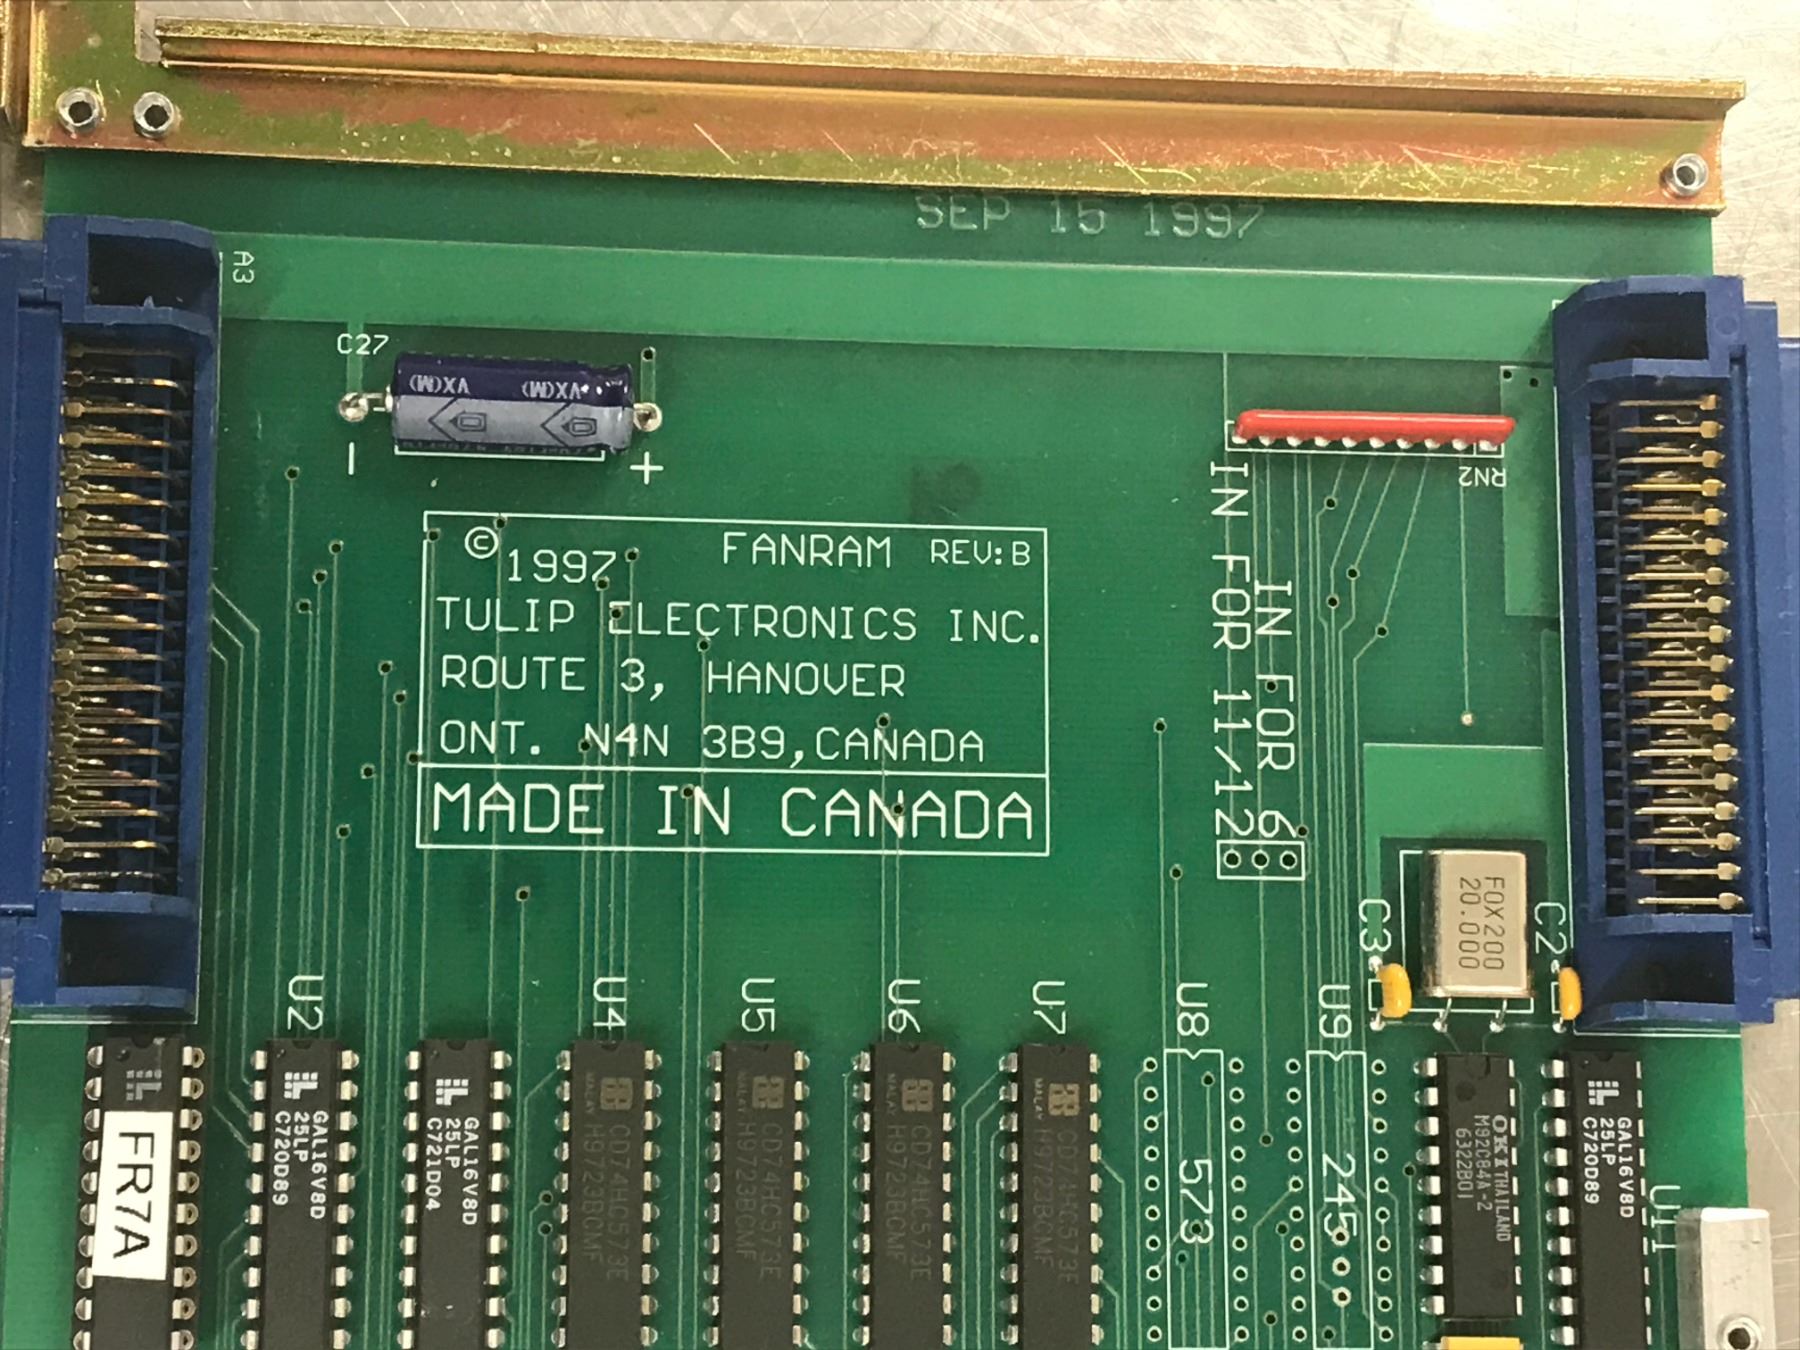 SEP 15 1997
A3
C27
VX(M)
VX(M)
-
+
RN2
© 1997 FANRAM REV:B
TULIP ELECTRONICS INC.
ROUTE 3, HANOVER
ONT. N4N 3B9, CANADA
MADE IN CANADA
IN FOR 11/12
IN FOR 6
FOX200
20.000
C3
C2
U2
U4
U5
U6
U7
U8
U9
U11
FR7A
GAL16V8D
25LP
C720D89
GAL16V8D
25LP
C721D04
MALAY
CD74HC573E
H9723BCMF
CD74HC573E
H9723BCMF
CD74HC573E
H9723BCMF
CD74HC573E
H9723BCMF
573
245
OKI THAILAND
M82C84A-2
6322B01
GAL16V8D
25LP
C720D89